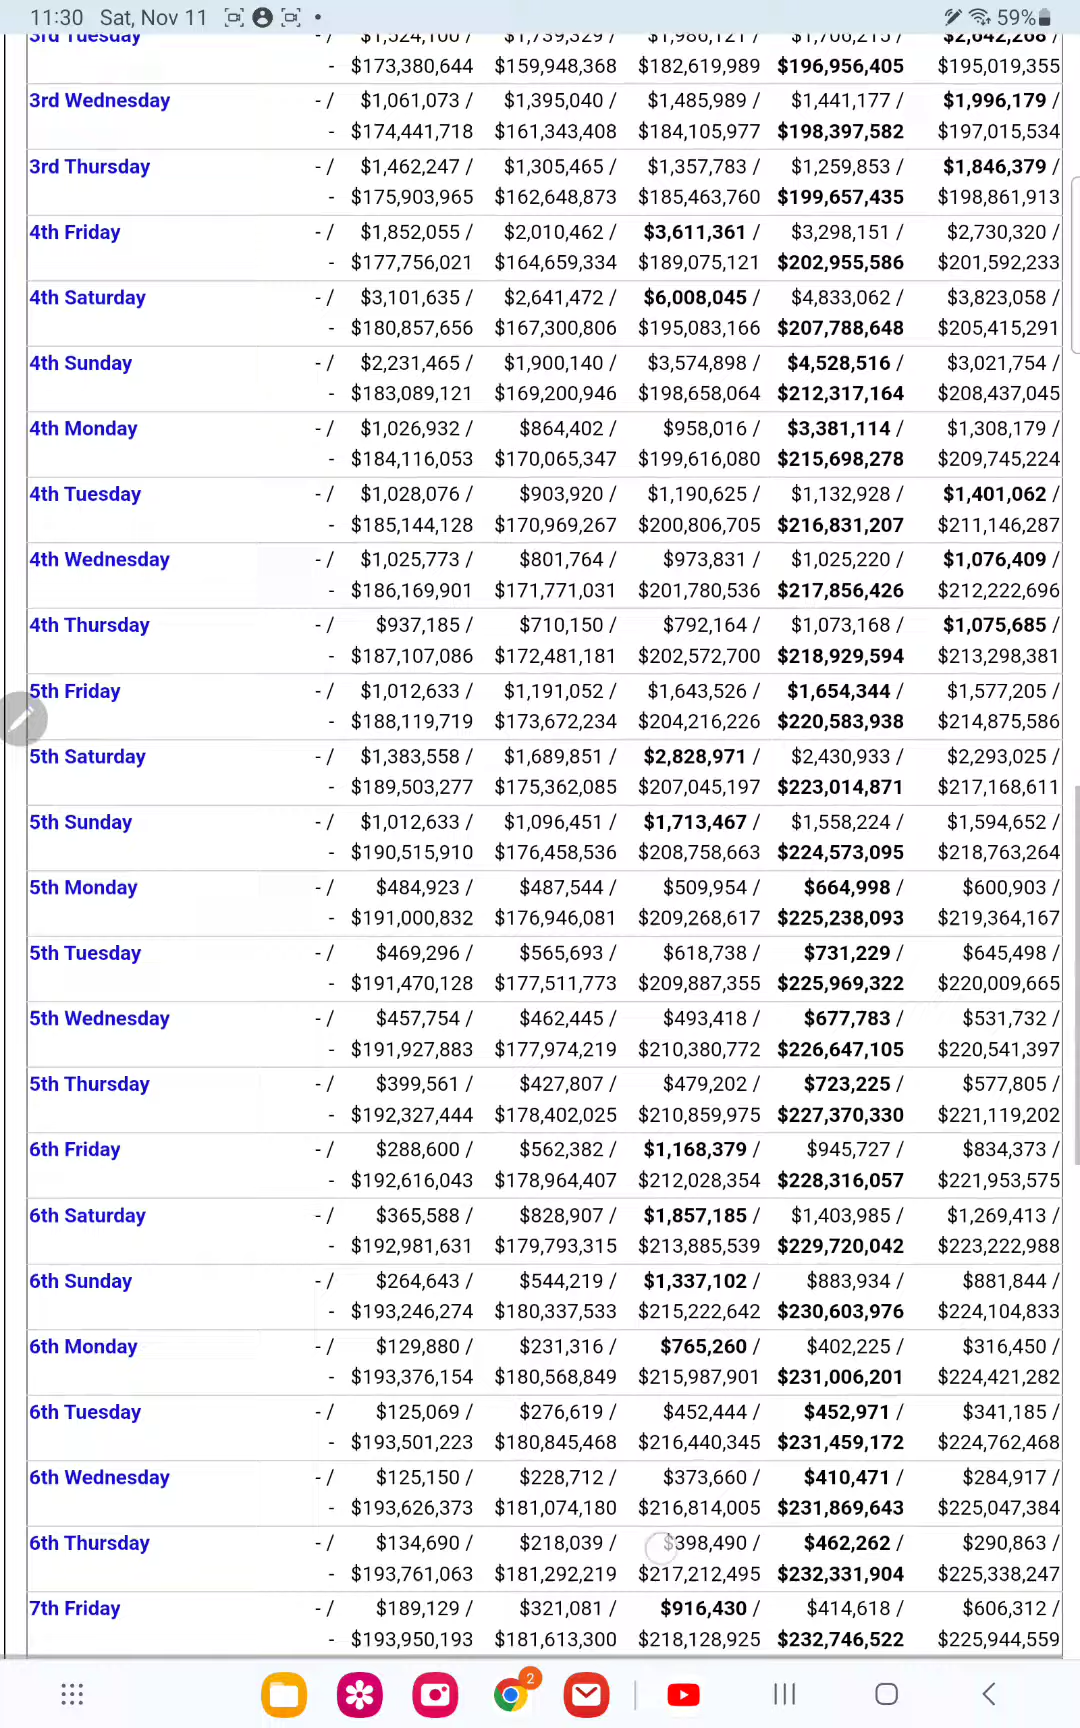 11:30 Sat, Nov 11 59%
3rd Tuesday - / $1,524,100 / $1,739,329 / $1,986,121 / $1,706,215 / $2,042,268 /
- $173,380,644 $159,948,368 $182,619,989 $196,956,405 $195,019,355
3rd Wednesday - / $1,061,073 / $1,395,040 / $1,485,989 / $1,441,177 / $1,996,179 /
- $174,441,718 $161,343,408 $184,105,977 $198,397,582 $197,015,534
3rd Thursday - / $1,462,247 / $1,305,465 / $1,357,783 / $1,259,853 / $1,846,379 /
- $175,903,965 $162,648,873 $185,463,760 $199,657,435 $198,861,913
4th Friday - / $1,852,055 / $2,010,462 / $3,611,361 / $3,298,151 / $2,730,320 /
- $177,756,021 $164,659,334 $189,075,121 $202,955,586 $201,592,233
4th Saturday - / $3,101,635 / $2,641,472 / $6,008,045 / $4,833,062 / $3,823,058 /
- $180,857,656 $167,300,806 $195,083,166 $207,788,648 $205,415,291
4th Sunday - / $2,231,465 / $1,900,140 / $3,574,898 / $4,528,516 / $3,021,754 /
- $183,089,121 $169,200,946 $198,658,064 $212,317,164 $208,437,045
4th Monday - / $1,026,932 / $864,402 / $958,016 / $3,381,114 / $1,308,179 /
- $184,116,053 $170,065,347 $199,616,080 $215,698,278 $209,745,224
4th Tuesday - / $1,028,076 / $903,920 / $1,190,625 / $1,132,928 / $1,401,062 /
- $185,144,128 $170,969,267 $200,806,705 $216,831,207 $211,146,287
4th Wednesday - / $1,025,773 / $801,764 / $973,831 / $1,025,220 / $1,076,409 /
- $186,169,901 $171,771,031 $201,780,536 $217,856,426 $212,222,696
4th Thursday - / $937,185 / $710,150 / $792,164 / $1,073,168 / $1,075,685 /
- $187,107,086 $172,481,181 $202,572,700 $218,929,594 $213,298,381
5th Friday - / $1,012,633 / $1,191,052 / $1,643,526 / $1,654,344 / $1,577,205 /
- $188,119,719 $173,672,234 $204,216,226 $220,583,938 $214,875,586
5th Saturday - / $1,383,558 / $1,689,851 / $2,828,971 / $2,430,933 / $2,293,025 /
- $189,503,277 $175,362,085 $207,045,197 $223,014,871 $217,168,611
5th Sunday - / $1,012,633 / $1,096,451 / $1,713,467 / $1,558,224 / $1,594,652 /
- $190,515,910 $176,458,536 $208,758,663 $224,573,095 $218,763,264
5th Monday - / $484,923 / $487,544 / $509,954 / $664,998 / $600,903 /
- $191,000,832 $176,946,081 $209,268,617 $225,238,093 $219,364,167
5th Tuesday - / $469,296 / $565,693 / $618,738 / $731,229 / $645,498 /
- $191,470,128 $177,511,773 $209,887,355 $225,969,322 $220,009,665
5th Wednesday - / $457,754 / $462,445 / $493,418 / $677,783 / $531,732 /
- $191,927,883 $177,974,219 $210,380,772 $226,647,105 $220,541,397
5th Thursday - / $399,561 / $427,807 / $479,202 / $723,225 / $577,805 /
- $192,327,444 $178,402,025 $210,859,975 $227,370,330 $221,119,202
6th Friday - / $288,600 / $562,382 / $1,168,379 / $945,727 / $834,373 /
- $192,616,043 $178,964,407 $212,028,354 $228,316,057 $221,953,575
6th Saturday - / $365,588 / $828,907 / $1,857,185 / $1,403,985 / $1,269,413 /
- $192,981,631 $179,793,315 $213,885,539 $229,720,042 $223,222,988
6th Sunday - / $264,643 / $544,219 / $1,337,102 / $883,934 / $881,844 /
- $193,246,274 $180,337,533 $215,222,642 $230,603,976 $224,104,833
6th Monday - / $129,880 / $231,316 / $765,260 / $402,225 / $316,450 /
- $193,376,154 $180,568,849 $215,987,901 $231,006,201 $224,421,282
6th Tuesday - / $125,069 / $276,619 / $452,444 / $452,971 / $341,185 /
- $193,501,223 $180,845,468 $216,440,345 $231,459,172 $224,762,468
6th Wednesday - / $125,150 / $228,712 / $373,660 / $410,471 / $284,917 /
- $193,626,373 $181,074,180 $216,814,005 $231,869,643 $225,047,384
6th Thursday - / $134,690 / $218,039 / $398,490 / $462,262 / $290,863 /
- $193,761,063 $181,292,219 $217,212,495 $232,331,904 $225,338,247
7th Friday - / $189,129 / $321,081 / $916,430 / $414,618 / $606,312 /
- $193,950,193 $181,613,300 $218,128,925 $232,746,522 $225,944,559
2